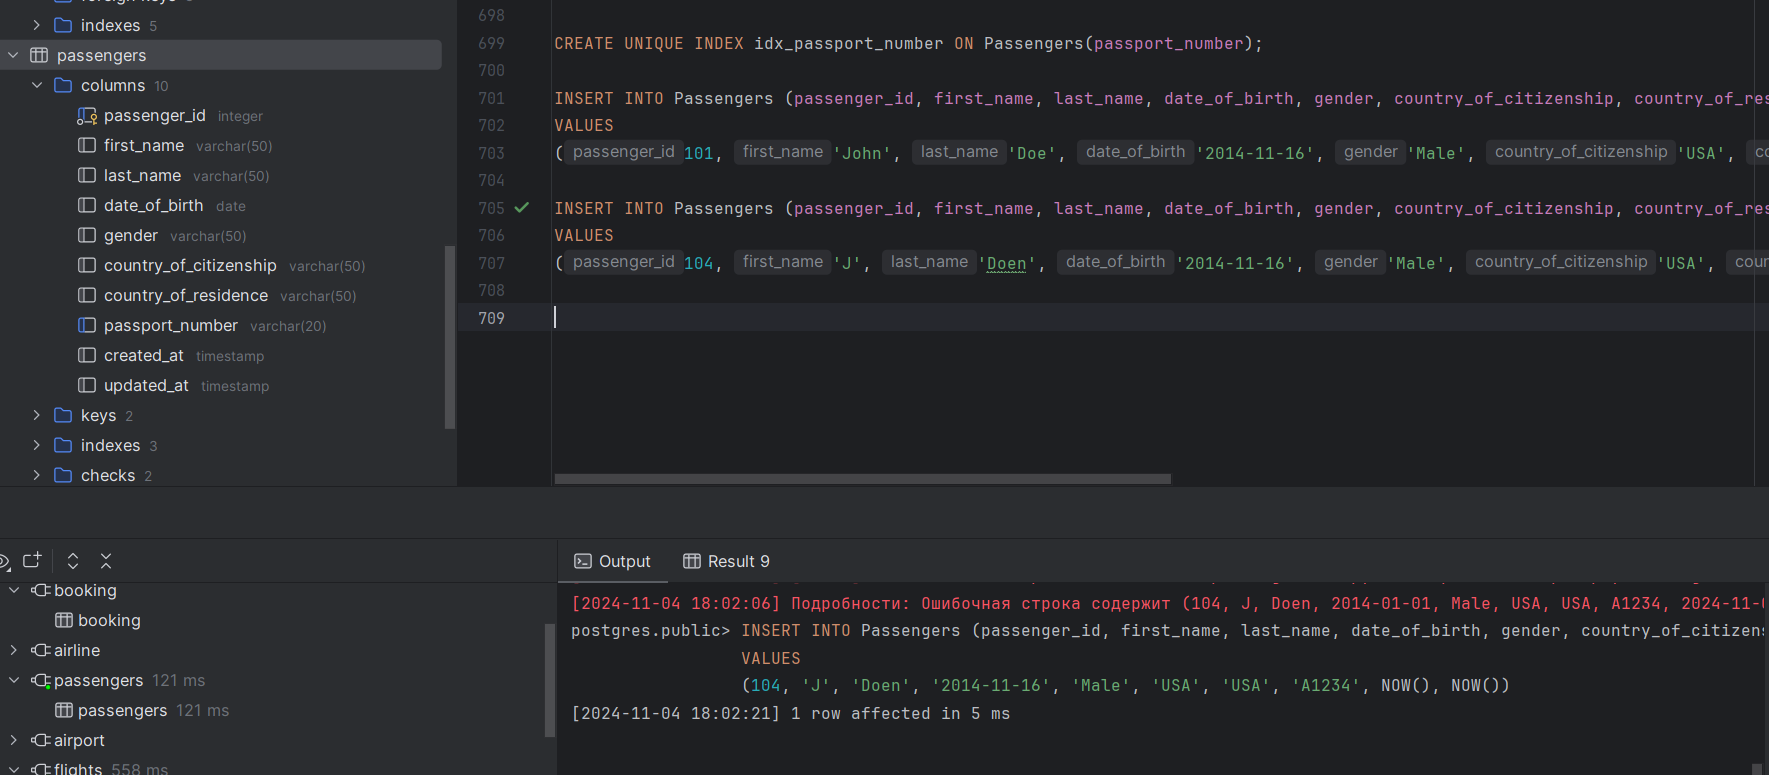 indexes 5
passengers
columns 10
passenger_id integer
first_name varchar(50)
last_name varchar(50)
date_of_birth date
gender varchar(50)
country_of_citizenship varchar(50)
country_of_residence varchar(50)
passport_number varchar(20)
created_at timestamp
updated_at timestamp
keys 2
indexes 3
checks 2
698
699 CREATE UNIQUE INDEX idx_passport_number ON Passengers(passport_number);
700
701 INSERT INTO Passengers (passenger_id, first_name, last_name, date_of_birth, gender, country_of_citizenship, country_of_res
702 VALUES
703 ( passenger_id 101, first_name 'John', last_name 'Doe', date_of_birth '2014-11-16', gender 'Male', country_of_citizenship 'USA', co
704
705 INSERT INTO Passengers (passenger_id, first_name, last_name, date_of_birth, gender, country_of_citizenship, country_of_res
706 VALUES
707 ( passenger_id 104, first_name 'J', last_name 'Doen', date_of_birth '2014-11-16', gender 'Male', country_of_citizenship 'USA', cou
708
709
booking
booking
airline
passengers 121 ms
passengers 121 ms
airport
flights 558 ms
Output Result 9
[2024-11-04 18:02:06] Подробности: Ошибочная строка содержит (104, J, Doen, 2014-01-01, Male, USA, USA, A1234, 2024-11-0
postgres.public> INSERT INTO Passengers (passenger_id, first_name, last_name, date_of_birth, gender, country_of_citizens
VALUES
(104, 'J', 'Doen', '2014-11-16', 'Male', 'USA', 'USA', 'A1234', NOW(), NOW())
[2024-11-04 18:02:21] 1 row affected in 5 ms